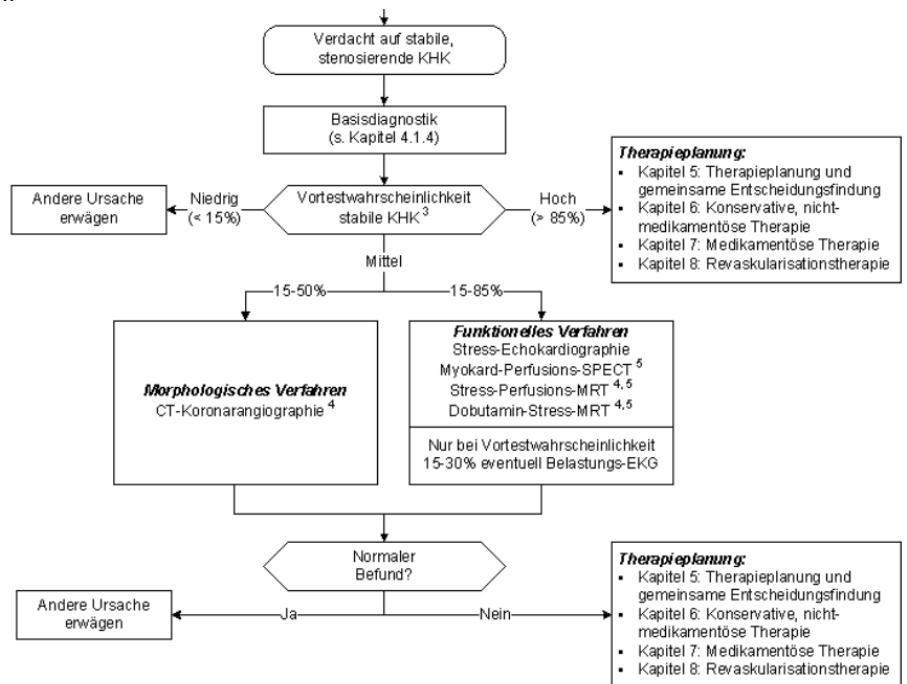 Verdacht auf stabile,
stenosierende KHK
Basisdiagnostik
(s. Kapitel 4.1.4)
Andere Ursache
erwägen
Niedrig
(< 15%)
Vortestwahrscheinlichkeit
stabile KHK 3
Hoch
(> 85%)
Therapieplanung:
▪ Kapitel 5: Therapieplanung und
gemeinsame Entscheidungsfindung
▪ Kapitel 6: Konservative, nicht-
medikamentöse Therapie
▪ Kapitel 7: Medikamentöse Therapie
▪ Kapitel 8: Revaskularisationstherapie
Mittel
15-50%
15-85%
Morphologisches Verfahren
CT-Koronarangiographie 4
Funktionelles Verfahren
Stress-Echokardiographie
Myokard-Perfusions-SPECT 5
Stress-Perfusions-MRT 4, 5
Dobutamin-Stress-MRT 4, 5
Nur bei Vortestwahrscheinlichkeit
15-30% eventuell Belastungs-EKG
Normaler
Befund?
Andere Ursache
erwägen
Ja
Nein
Therapieplanung:
▪ Kapitel 5: Therapieplanung und
gemeinsame Entscheidungsfindung
▪ Kapitel 6: Konservative, nicht-
medikamentöse Therapie
▪ Kapitel 7: Medikamentöse Therapie
▪ Kapitel 8: Revaskularisationstherapie